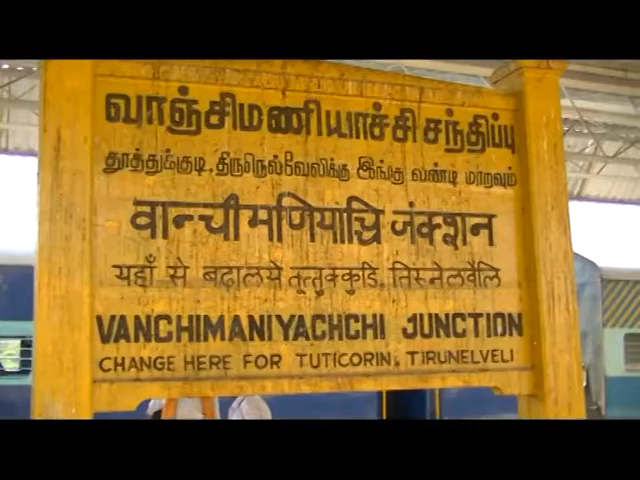 வாஞ்சிமணியாச்சி சந்திப்பு
தூத்துக்குடி, திருநெல்வேலிக்கு இங்கு வண்டி மாறவும்
वान्चीमणियाच्चि जंक्शन
यहाँ से बदलिये तूत्तुक्कुडि, तिरुनेलवेलि
VANCHIMANIYACHCHI JUNCTION
CHANGE HERE FOR TUTICORIN. TIRUNELVELI